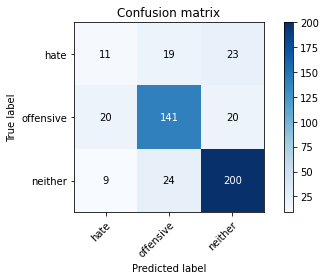 Confusion matrix
True label
hate 11 19 23
offensive 20 141 20
neither 9 24 200
hate offensive neither
Predicted label
200
175
150
125
100
75
50
25